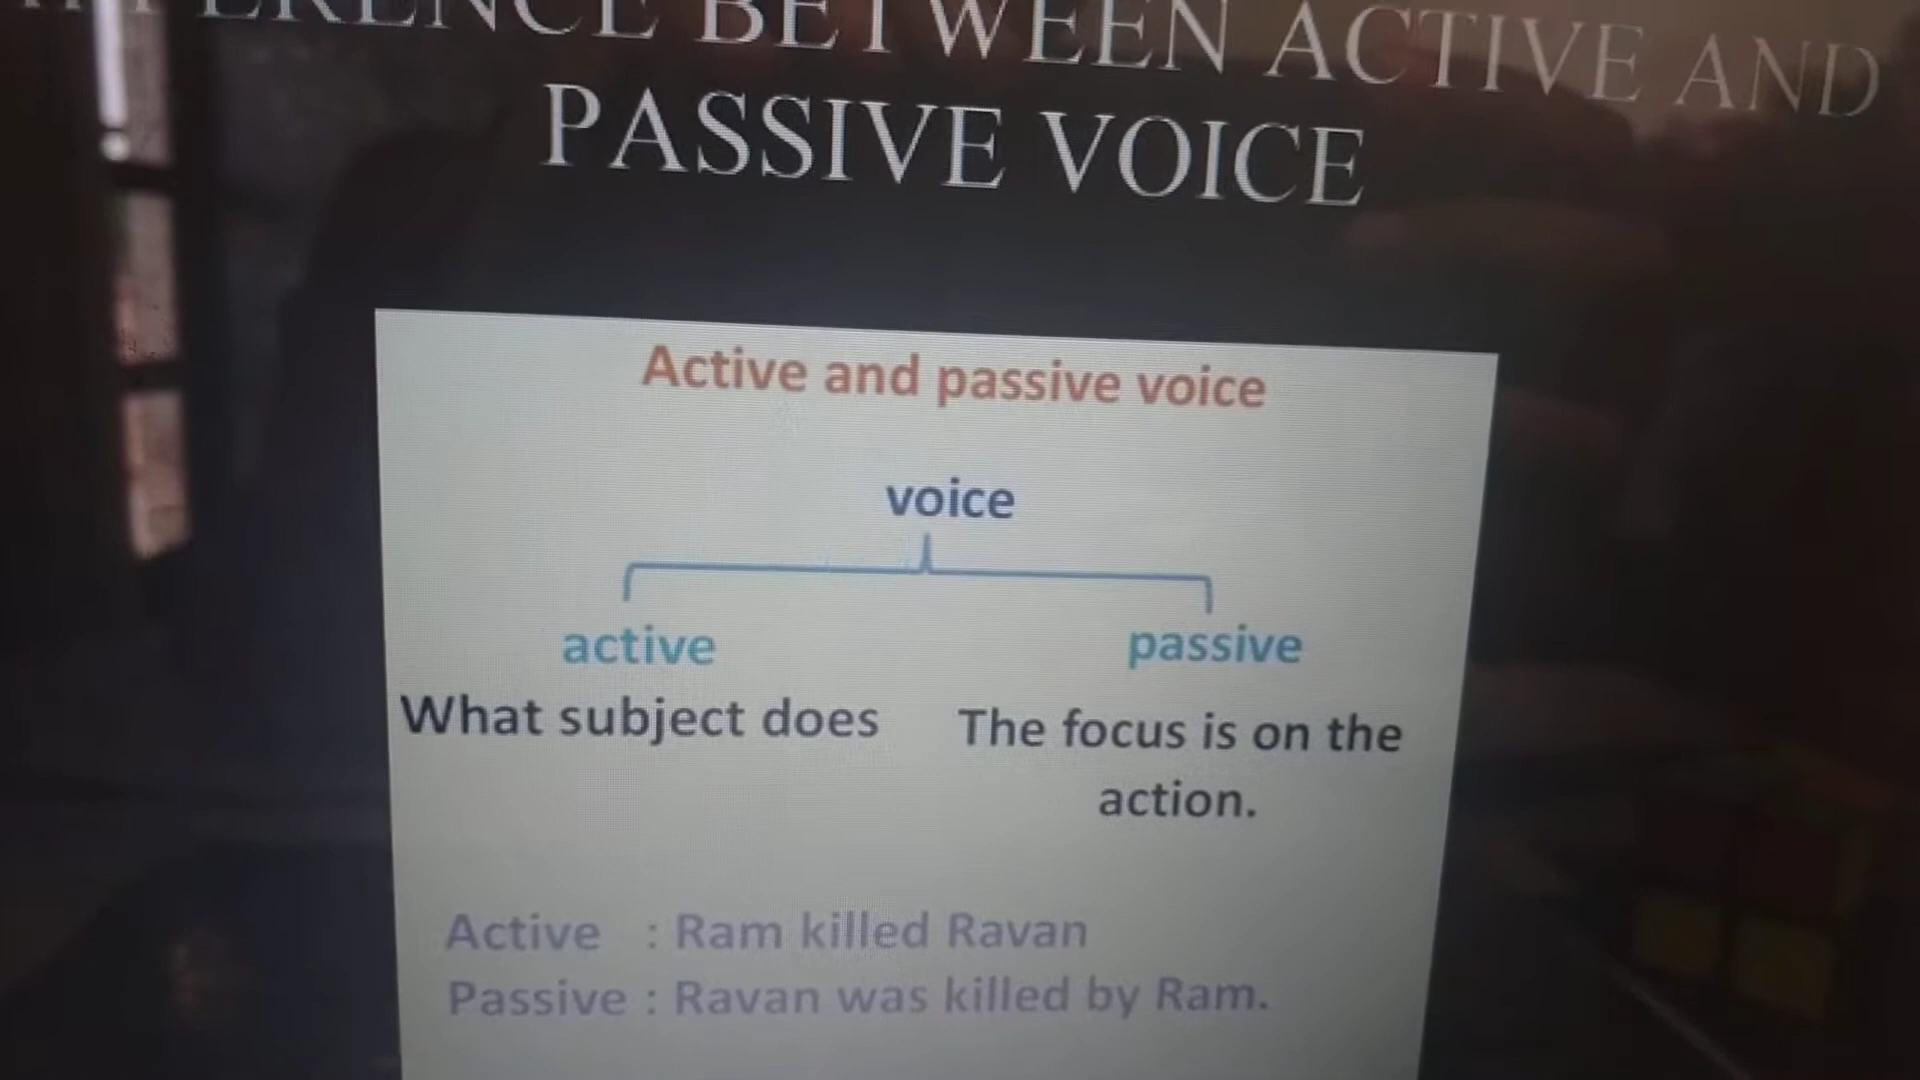 BETWEEN ACTIVE AND
PASSIVE VOICE
Active and passive voice
voice
active passive
What subject does The focus is on the
action.
Active : Ram killed Ravan
Passive : Ravan was killed by Ram.